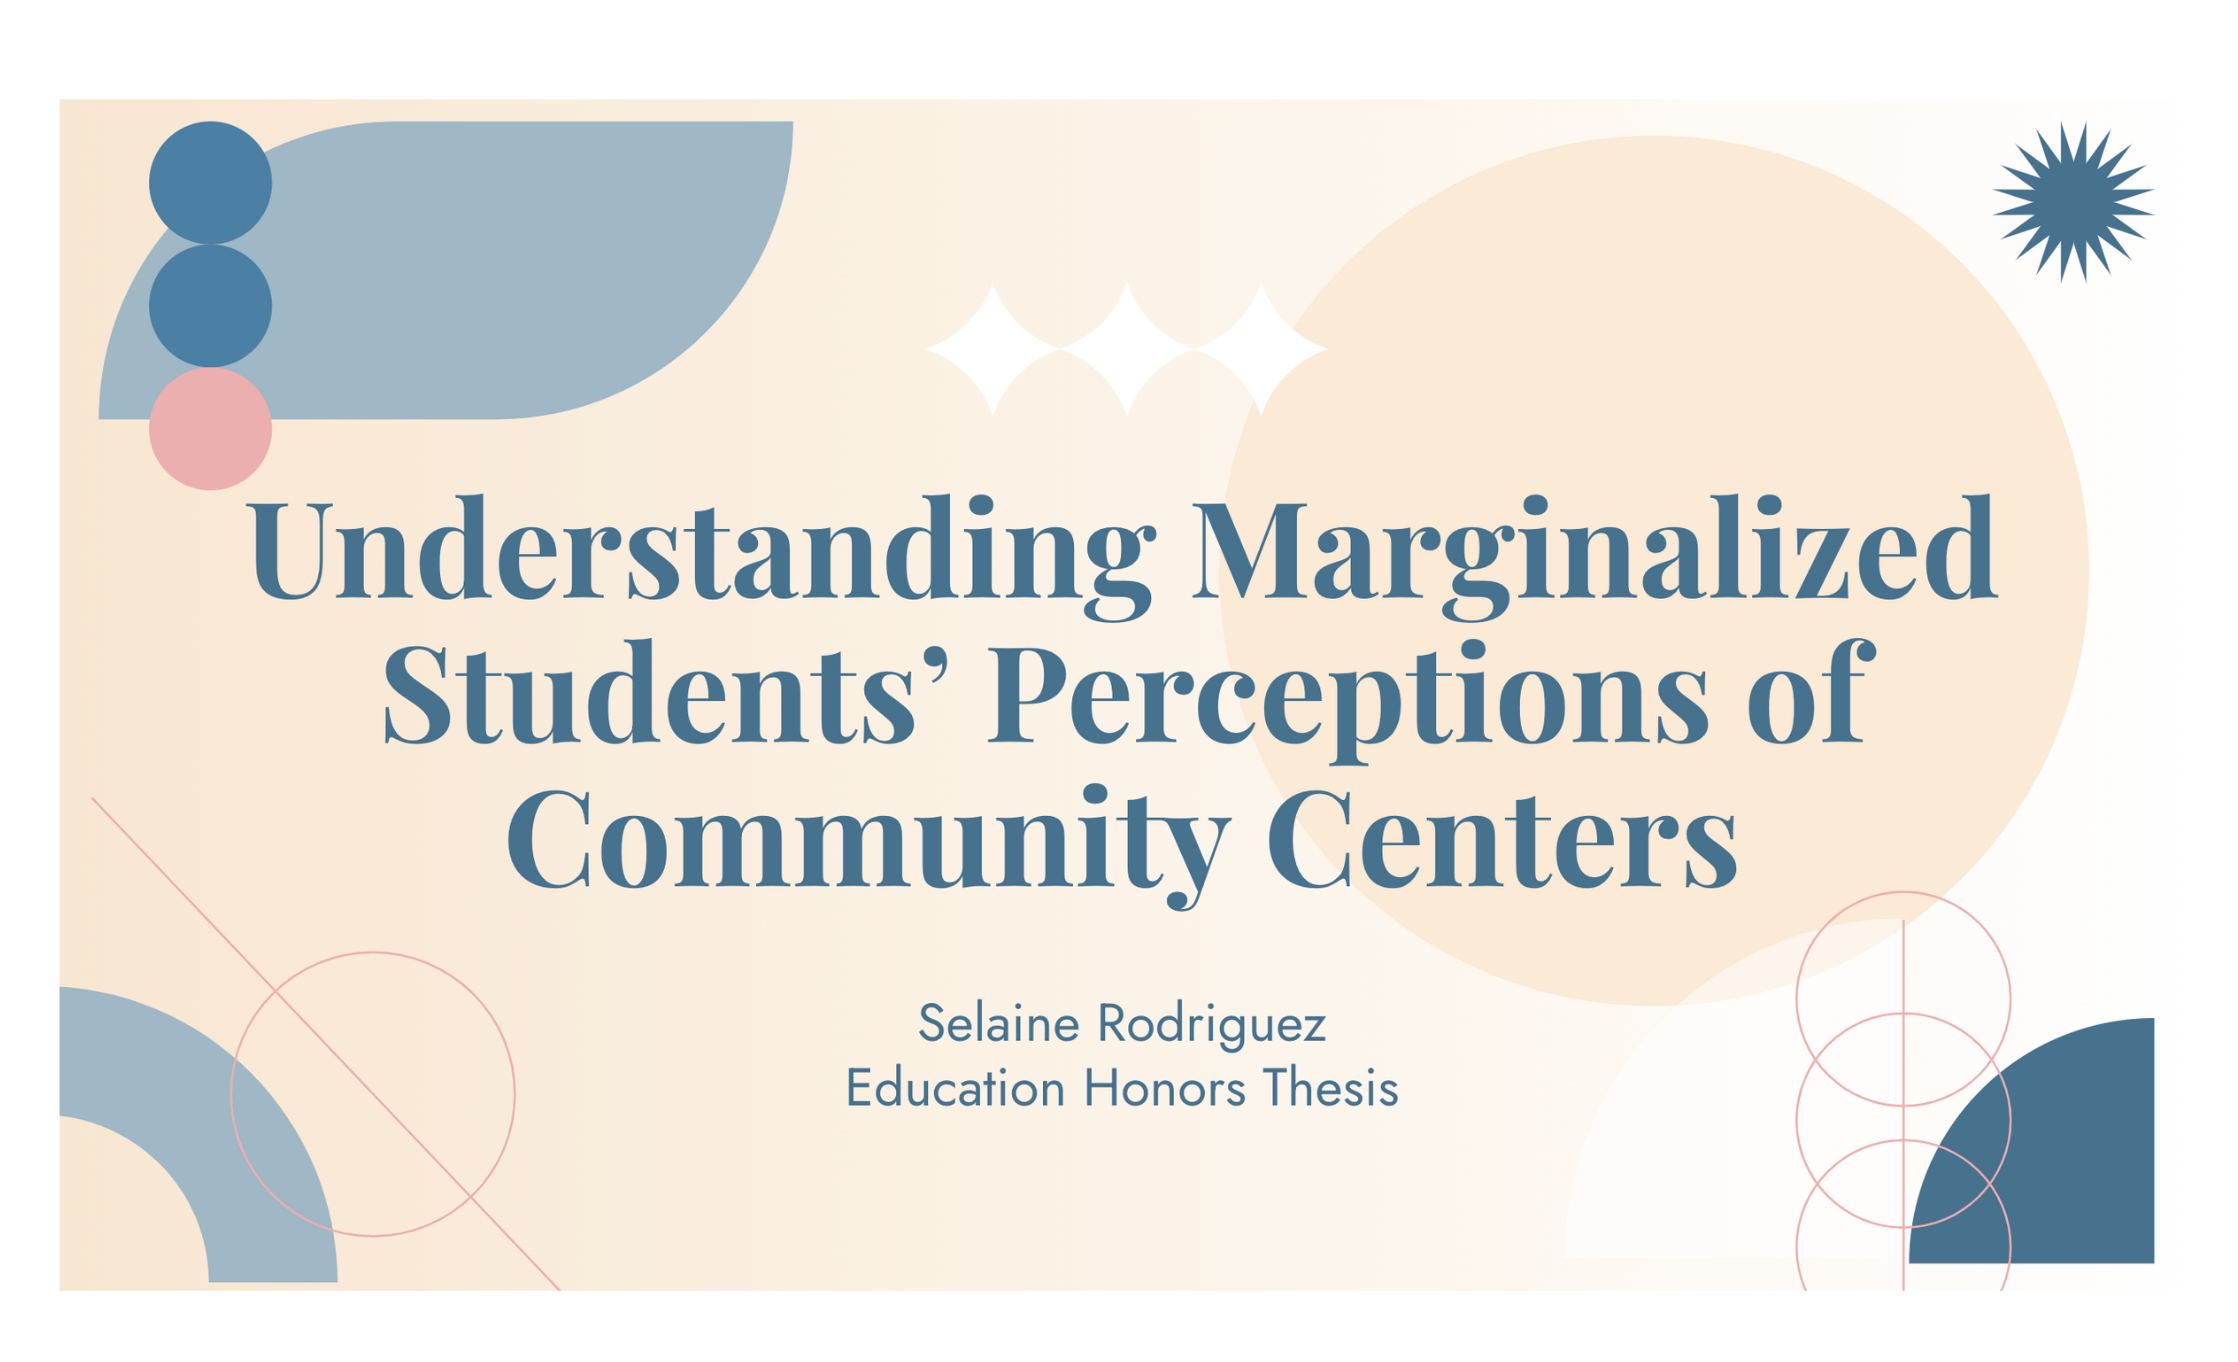 Understanding Marginalized
Students’ Perceptions of
Community Centers
Selaine Rodriguez
Education Honors Thesis